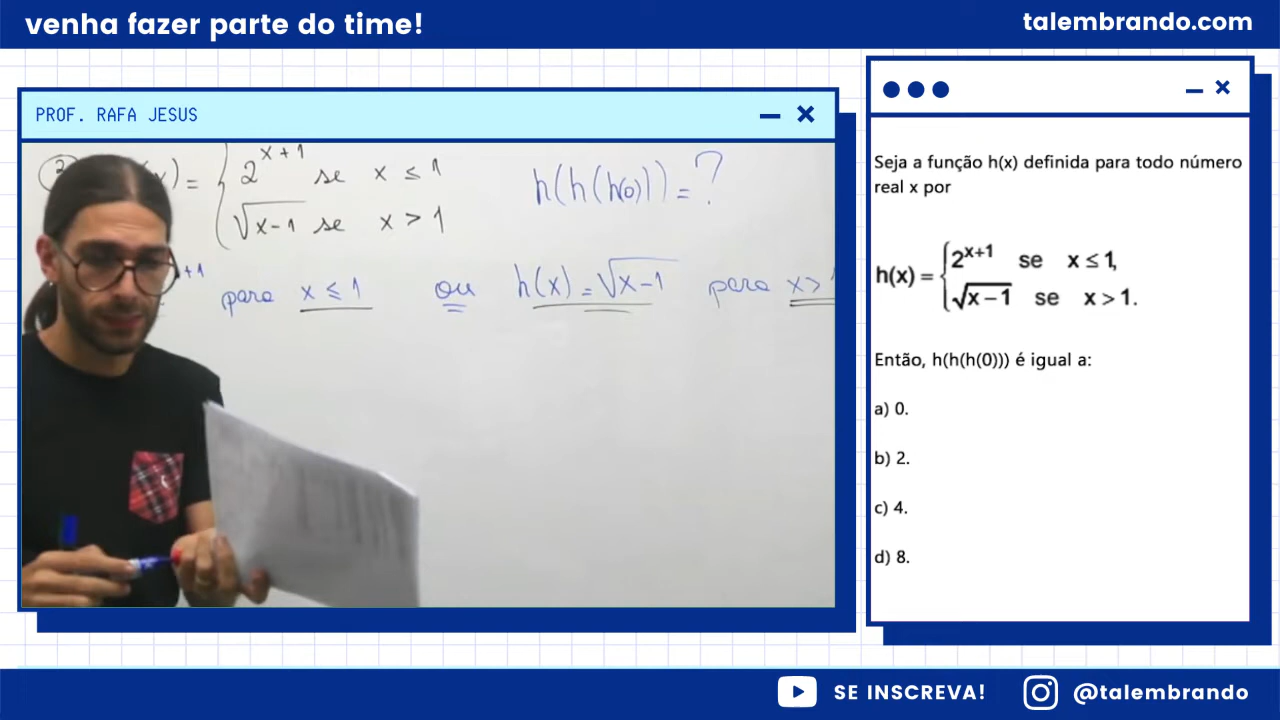 venha fazer parte do time!
talembrando.com
PROF. RAFA JESUS
) = { 2^{x+1} se x ≤ 1
√x-1 se x > 1
h(h(h(0))) = ?
+1 para x ≤ 1 ou h(x) = √x-1 para x > 1
Seja a função h(x) definida para todo número
real x por
h(x) = { 2^{x+1} se x ≤ 1,
√x-1 se x > 1.
Então, h(h(h(0))) é igual a:
a) 0.
b) 2.
c) 4.
d) 8.
SE INSCREVA!
@talembrando